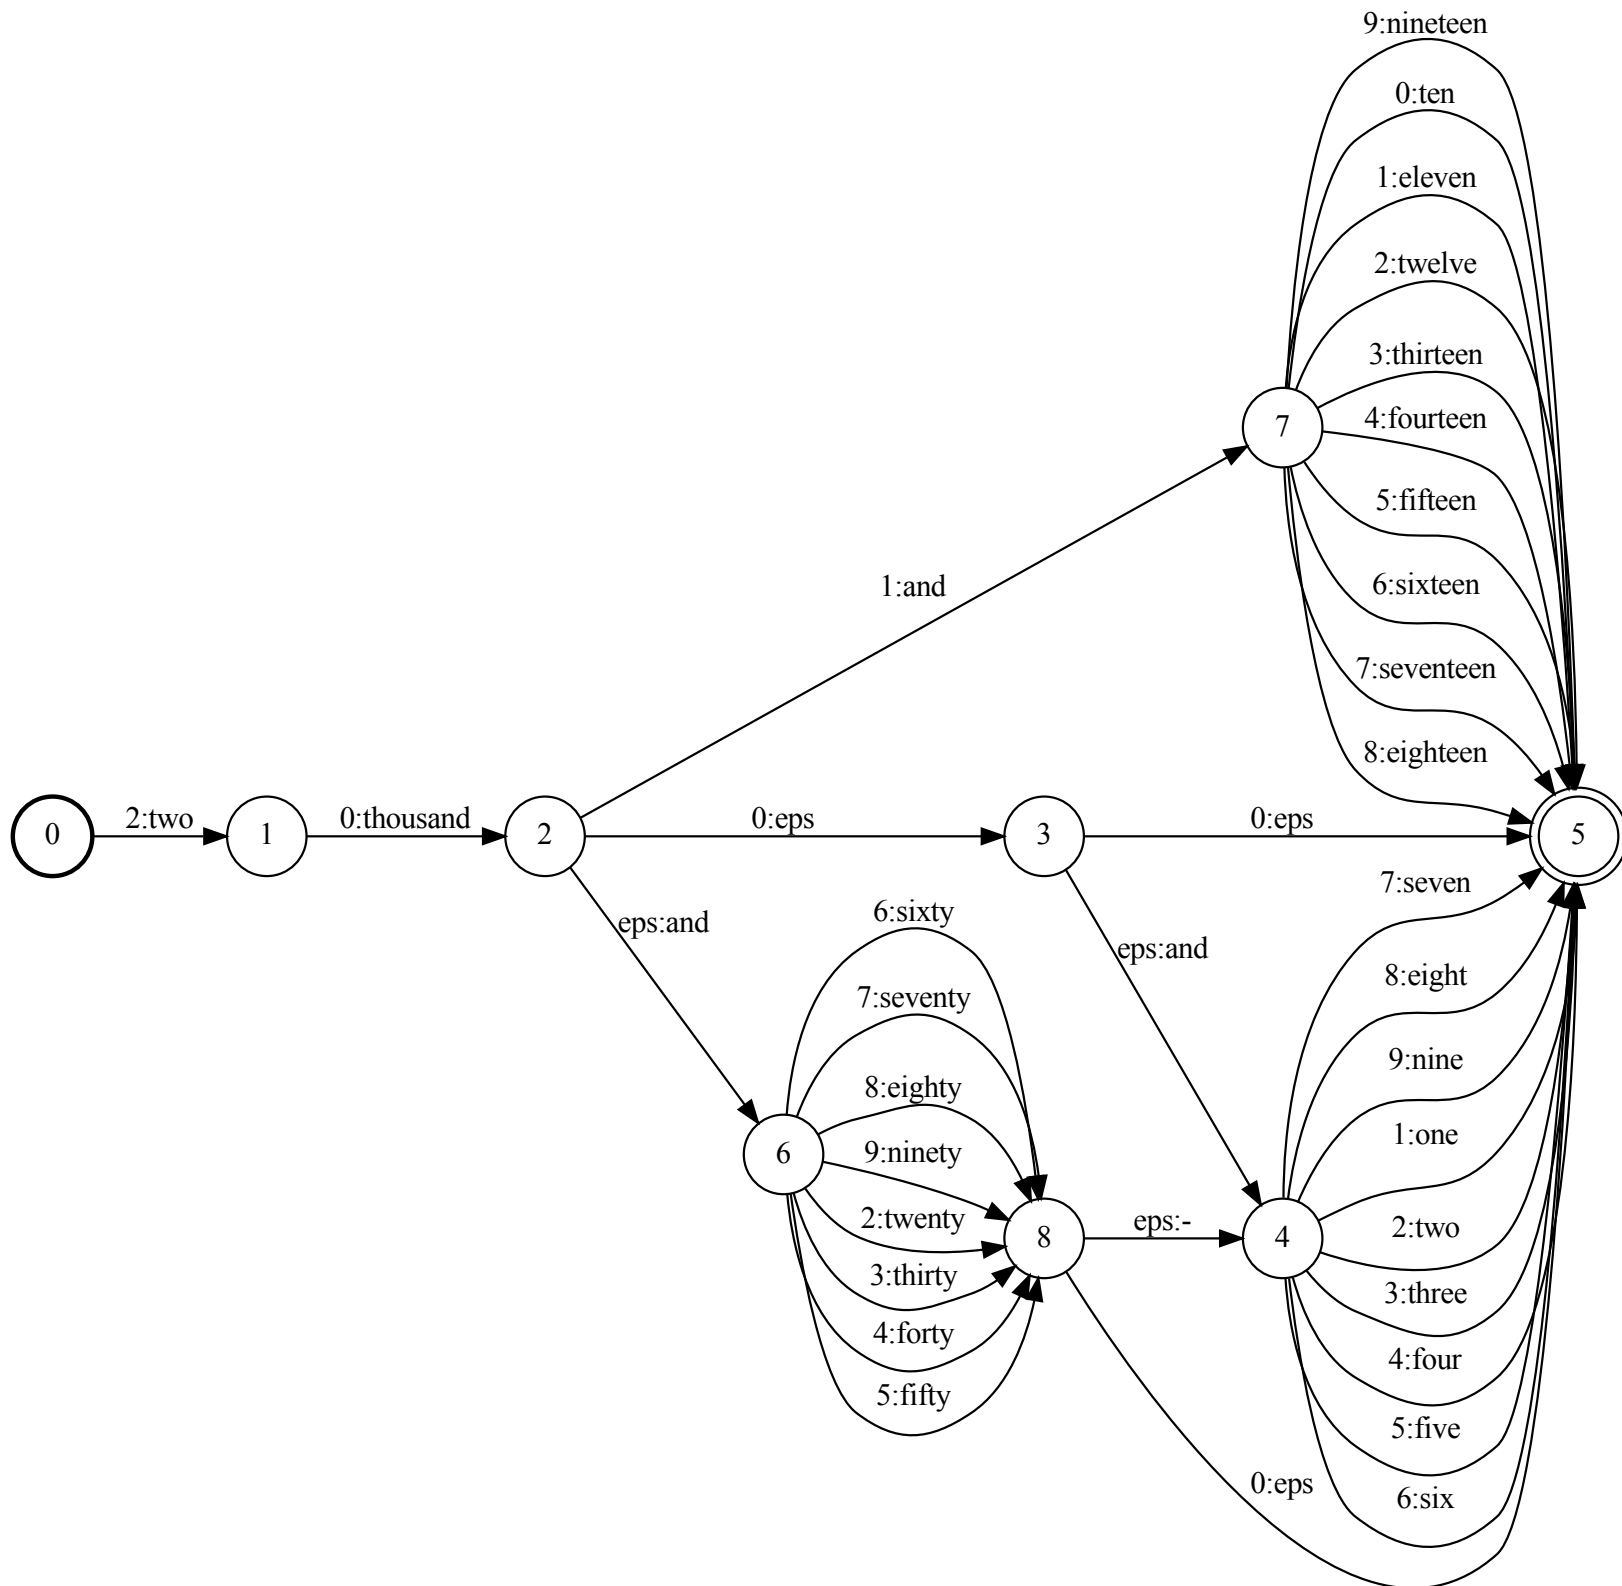 9:nineteen
0:ten
1:eleven
2:twelve
3:thirteen
4:fourteen
7
5:fifteen
1:and
6:sixteen
7:seventeen
8:eighteen
0
2:two
1
0:thousand
2
0:eps
3
0:eps
5
7:seven
6:sixty
eps:and
eps:and
8:eight
7:seventy
9:nine
8:eighty
1:one
6
9:ninety
2:twenty
8
eps:-
4
2:two
3:thirty
3:three
4:forty
4:four
5:fifty
5:five
0:eps
6:six